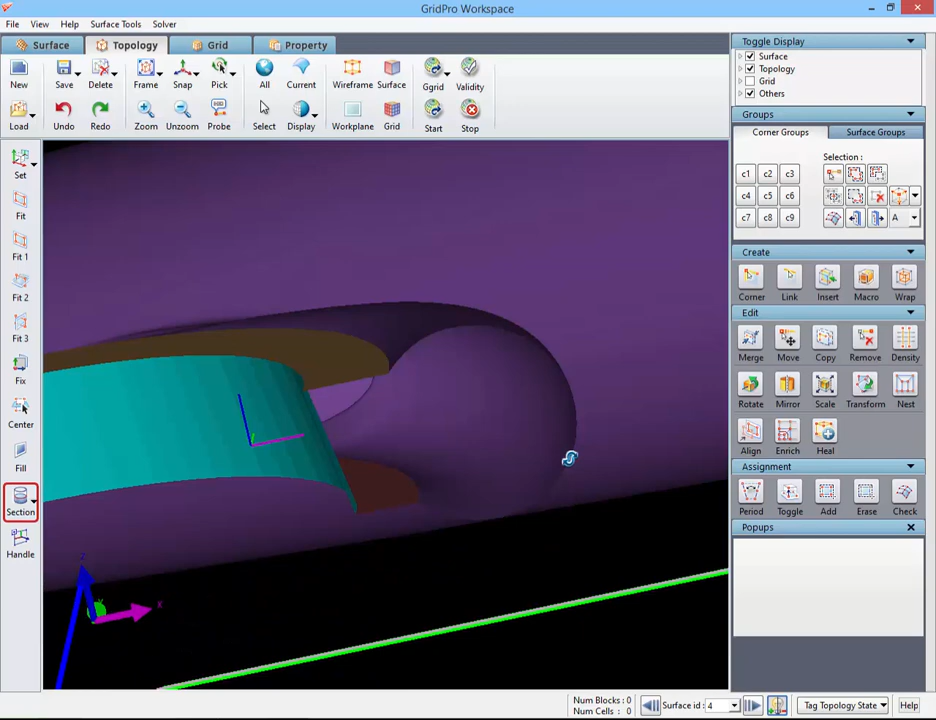 GridPro Workspace
File View Help Surface Tools Solver
Surface Topology Grid Property
New Save Delete Frame Snap Pick All Current Wireframe Surface Ggrid Validity
Load Undo Redo Zoom Unzoom Probe Select Display Workplane Grid Start Stop
Set
Fit
Fit 1
Fit 2
Fit 3
Fix
Center
Fill
Section
Handle
Z
Y
X
Toggle Display
Surface
Topology
Grid
Others
Groups
Corner Groups Surface Groups
Selection :
c1 c2 c3
c4 c5 c6
c7 c8 c9 A
Create
Corner Link Insert Macro Wrap
Edit
Merge Move Copy Remove Density
Rotate Mirror Scale Transform Nest
Align Enrich Heal
Assignment
Period Toggle Add Erase Check
Popups
Num Blocks: 0
Num Cells: 0
Surface id: 4
Tag Topology State
Help